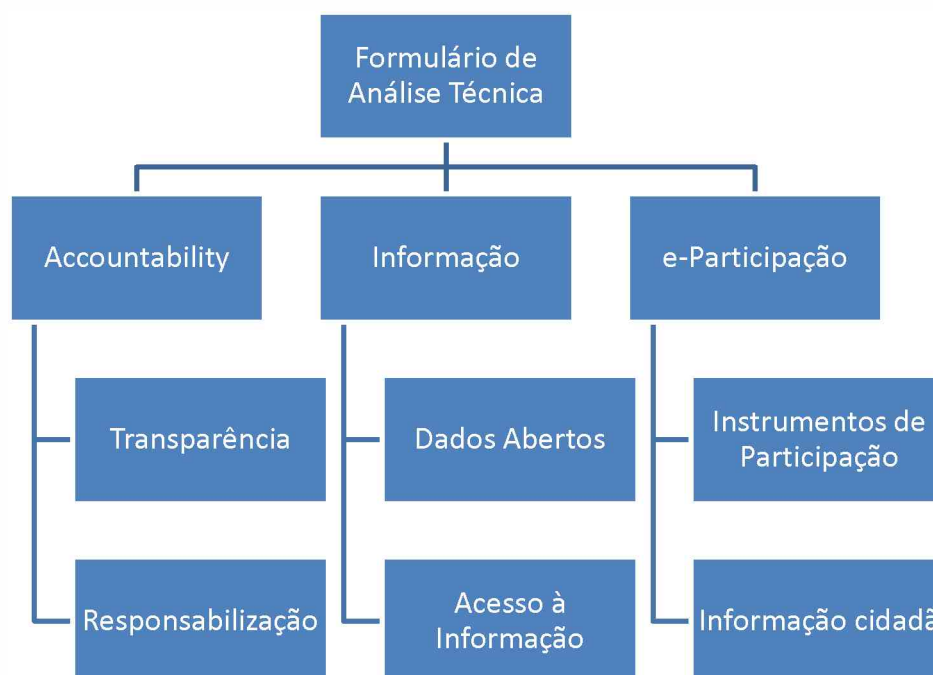 Formulário de
Análise Técnica
Accountability
Informação
e-Participação
Transparência
Dados Abertos
Instrumentos de
Participação
Responsabilização
Acesso à
Informação
Informação cidadã